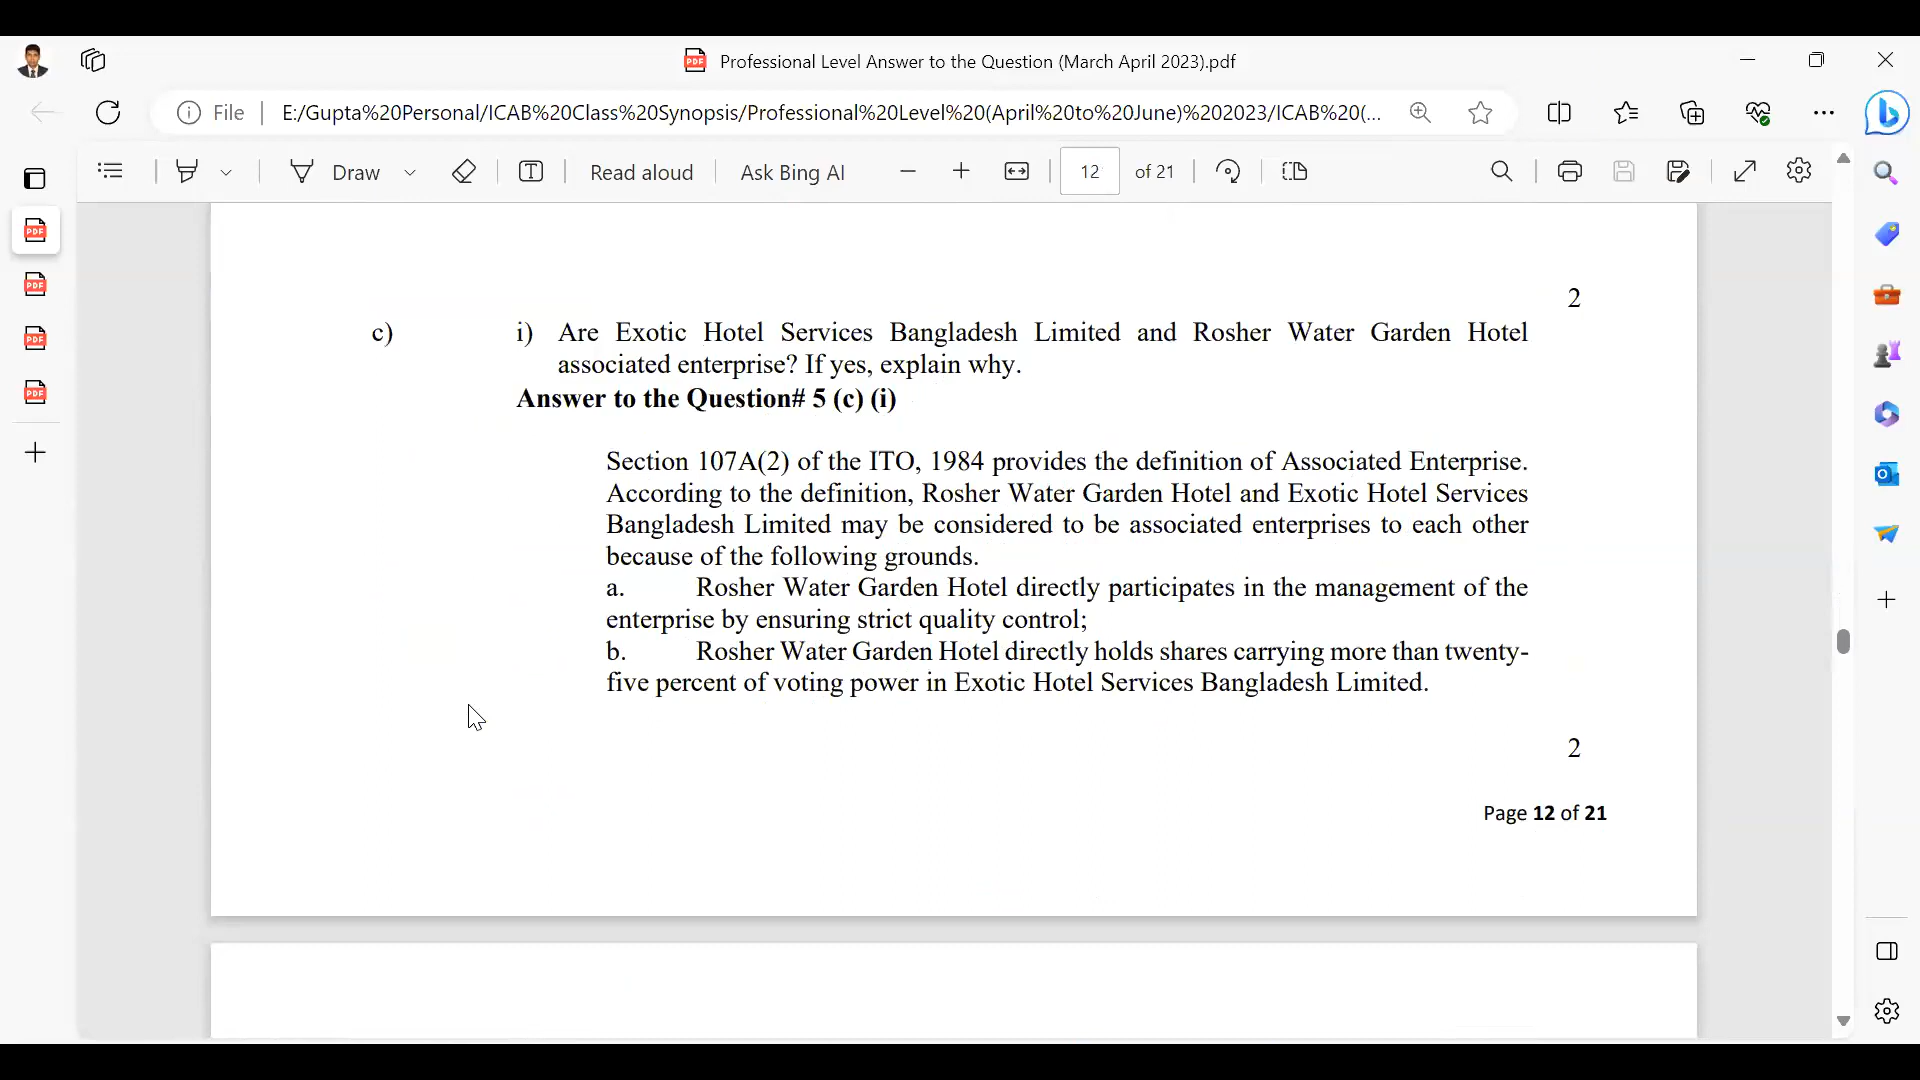 Professional Level Answer to the Question (March April 2023).pdf
File
E:/Gupta%20Personal/ICAB%20Class%20Synopsis/Professional%20Level%20(April%20to%20June)%202023/ICAB%20(...
Draw
Read aloud
Ask Bing AI
12
of 21
2
c) i) Are Exotic Hotel Services Bangladesh Limited and Rosher Water Garden Hotel
associated enterprise? If yes, explain why.
Answer to the Question# 5 (c) (i)
Section 107A(2) of the ITO, 1984 provides the definition of Associated Enterprise.
According to the definition, Rosher Water Garden Hotel and Exotic Hotel Services
Bangladesh Limited may be considered to be associated enterprises to each other
because of the following grounds.
a. Rosher Water Garden Hotel directly participates in the management of the
enterprise by ensuring strict quality control;
b. Rosher Water Garden Hotel directly holds shares carrying more than twenty-
five percent of voting power in Exotic Hotel Services Bangladesh Limited.
2
Page 12 of 21